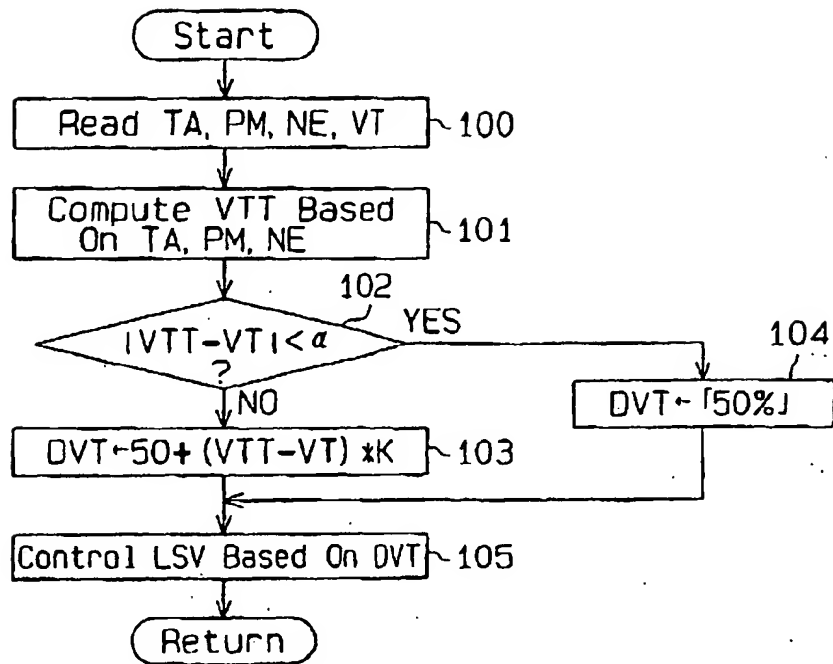 Start
Read TA, PM, NE, VT
100
Compute VTT Based
On TA, PM, NE
101
102
|VTT-VT|<α
?
YES
NO
104
DVT←「50%」
DVT←50+(VTT-VT)*K
103
Control LSV Based On DVT
105
Return